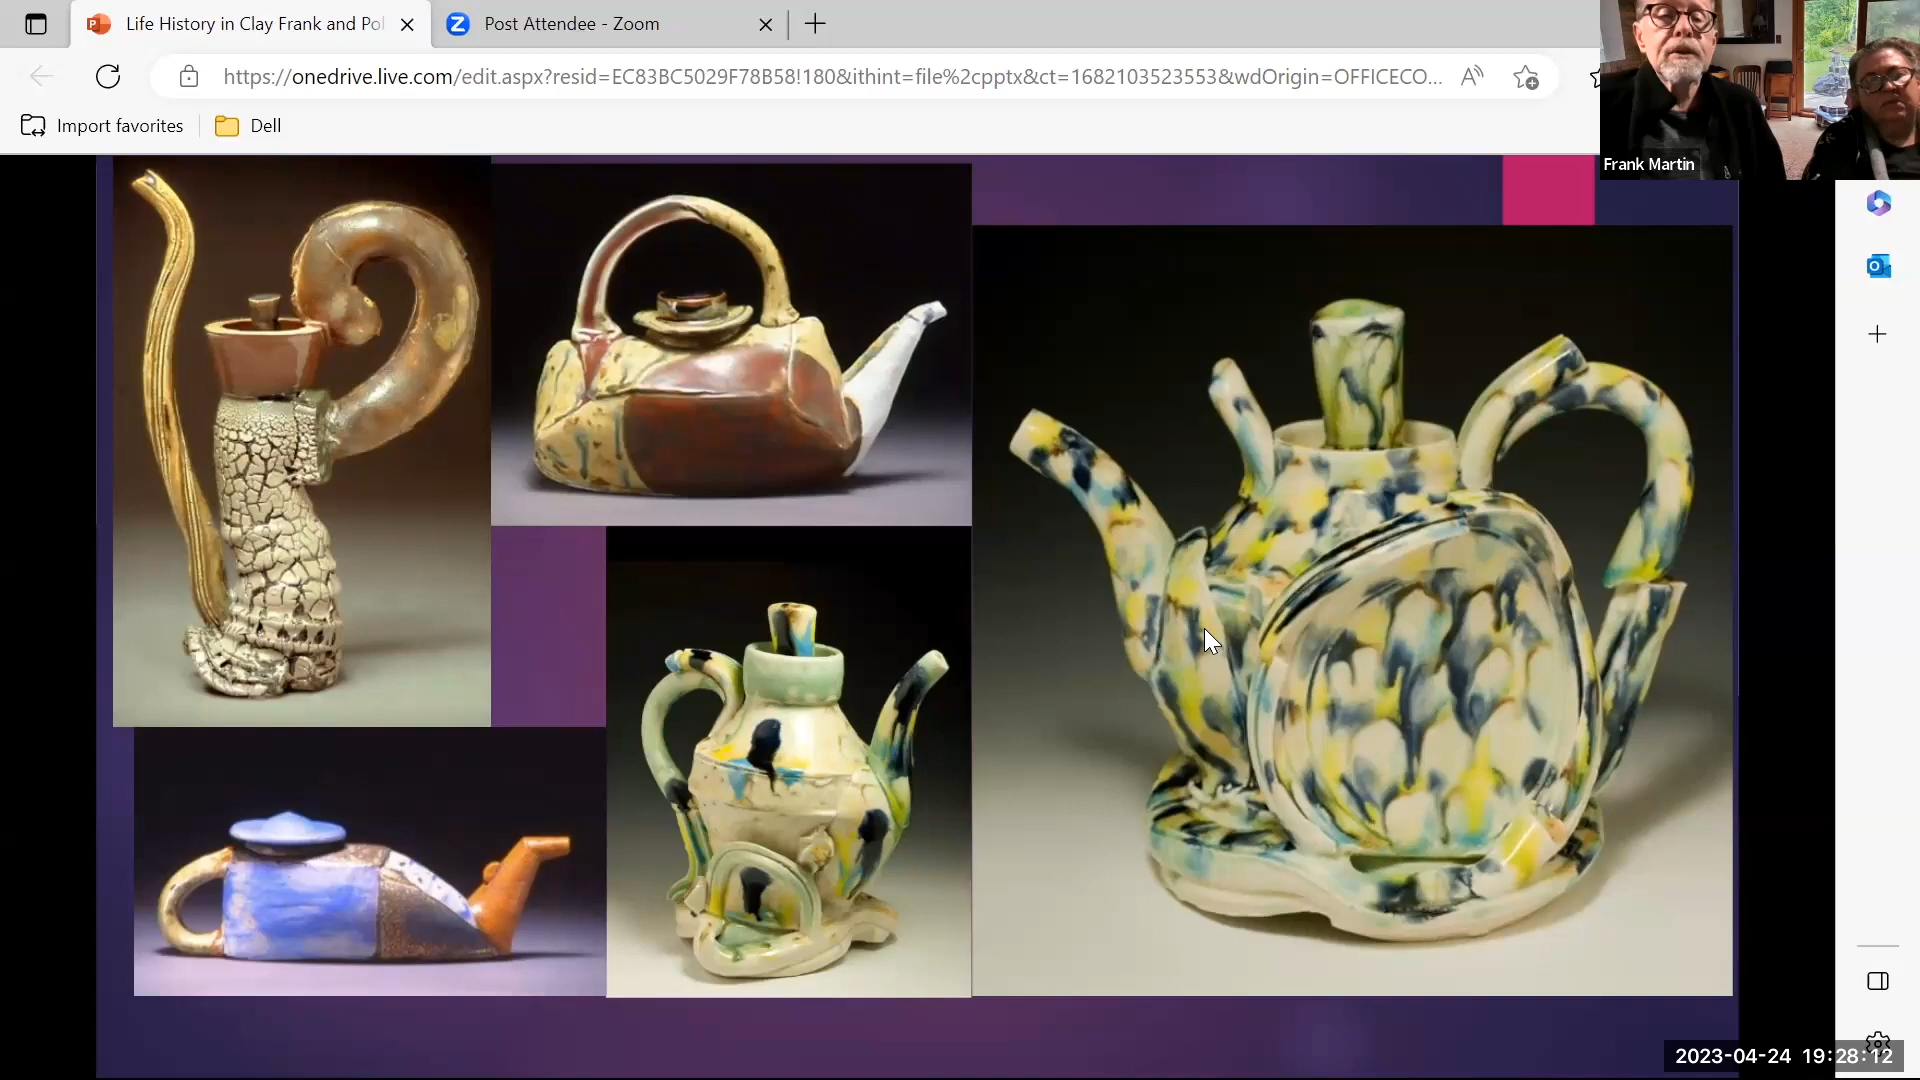 Life History in Clay Frank and Pol
Post Attendee - Zoom
https://onedrive.live.com/edit.aspx?resid=EC83BC5029F78B58!180&ithint=file%2cpptx&ct=1682103523553&wdOrigin=OFFICECO...
Import favorites
Dell
Frank Martin
2023-04-24 19:28:12